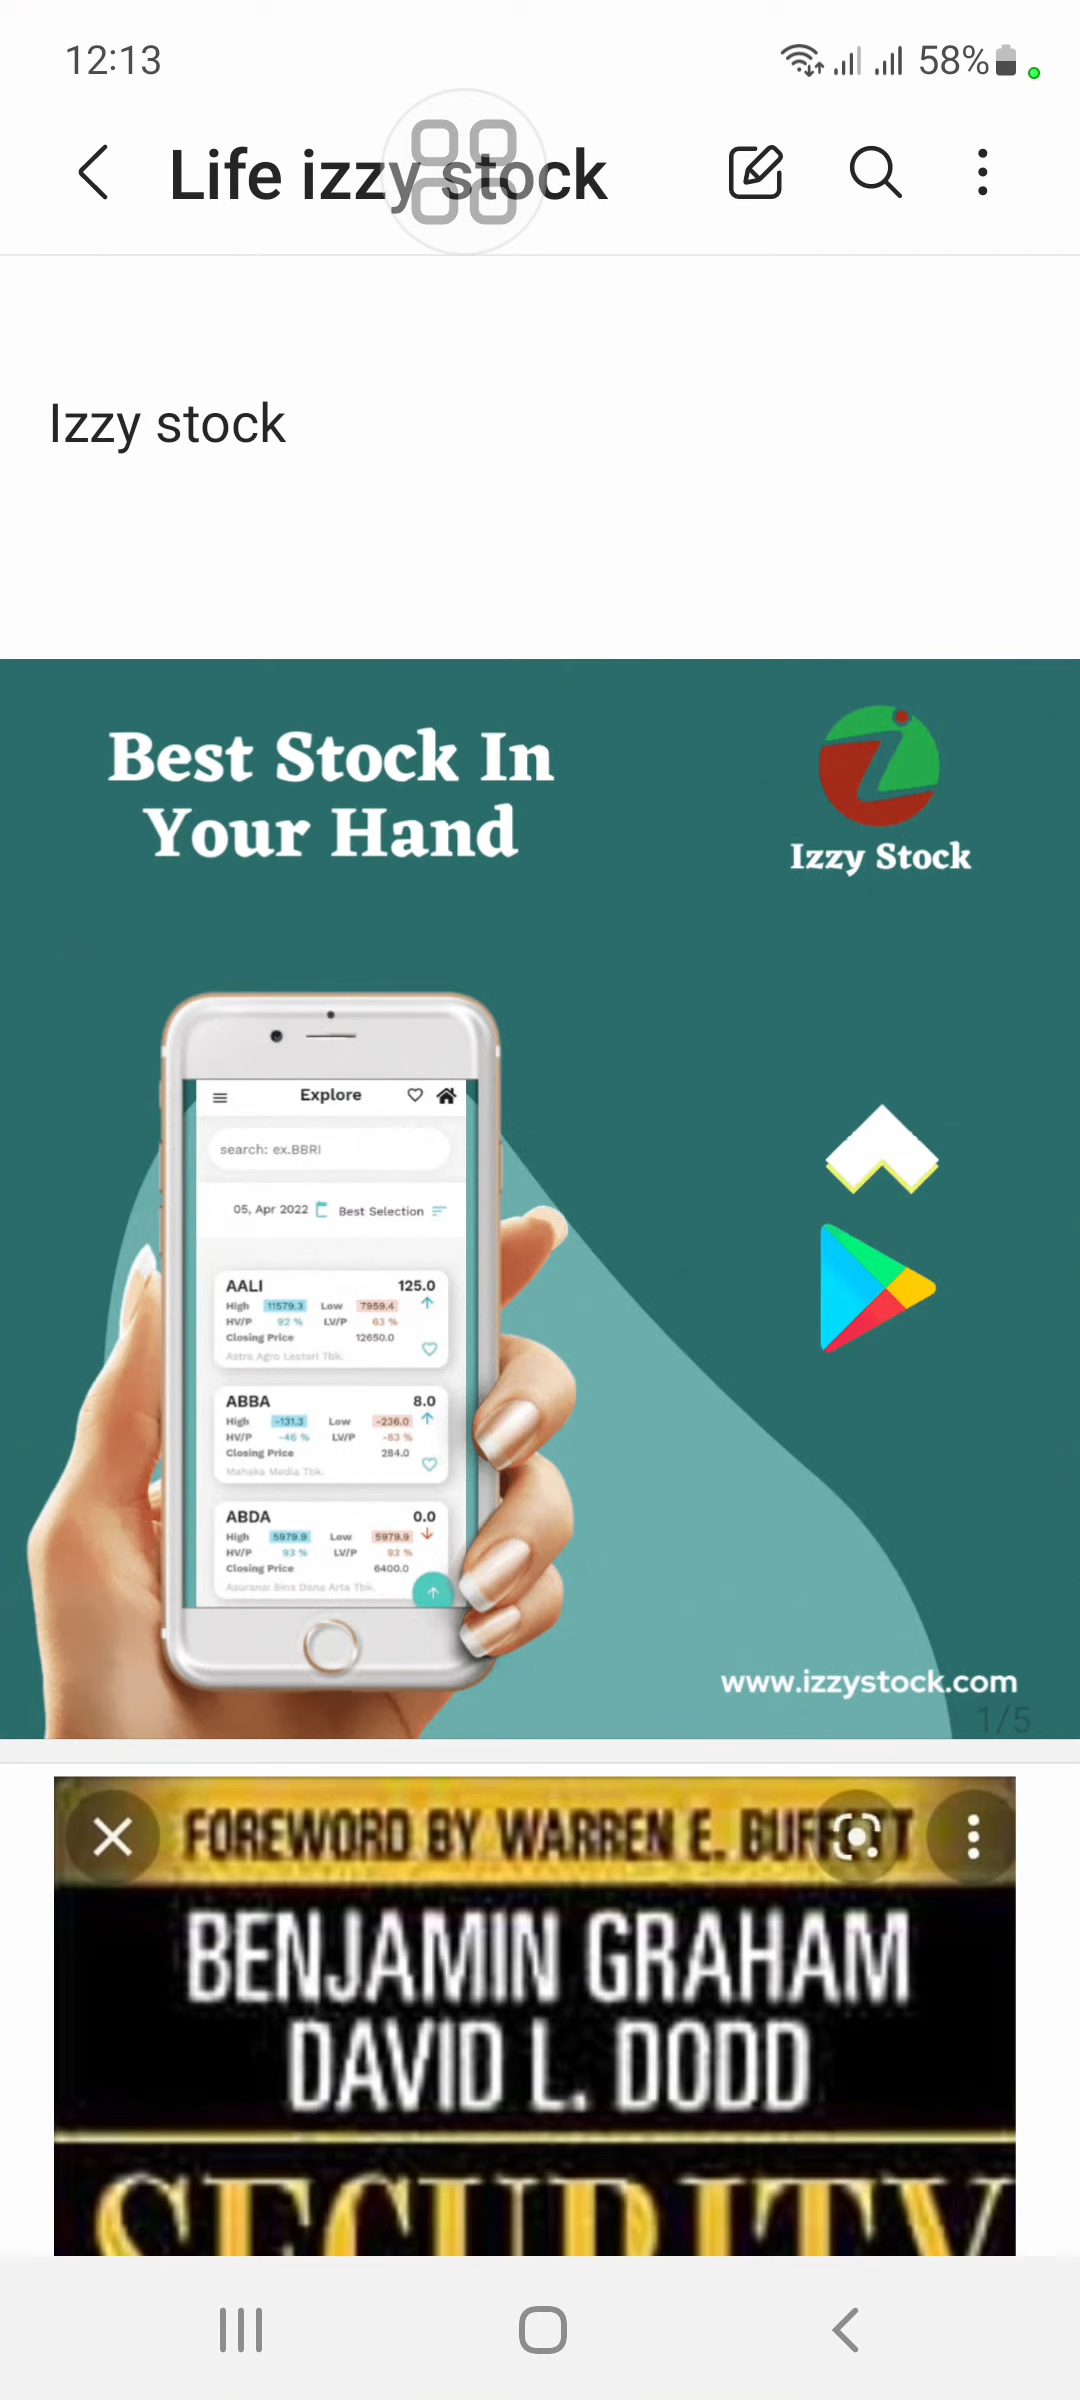 12:13
58%
Life izzy stock
Izzy stock
Best Stock In
Your Hand
Izzy Stock
Explore
search: ex.BBRI
05, Apr 2022 Best Selection
AALI 125.0
High 11579.3 Low 7959.4
HV/P 92 % LV/P 63 %
Closing Price 12650.0
Astra Agro Lestari Tbk.
ABBA 8.0
High -131.3 Low -236.0
HV/P -46 % LV/P -83 %
Closing Price 284.0
Mahaka Media Tbk.
ABDA 0.0
High 5979.9 Low 5979.9
HV/P 93 % LV/P 93 %
Closing Price 6400.0
Asuransi Bina Dana Arta Tbk.
www.izzystock.com
1/5
FOREWORD BY WARREN E. BUFFETT
BENJAMIN GRAHAM
DAVID L. DODD
SECURITY